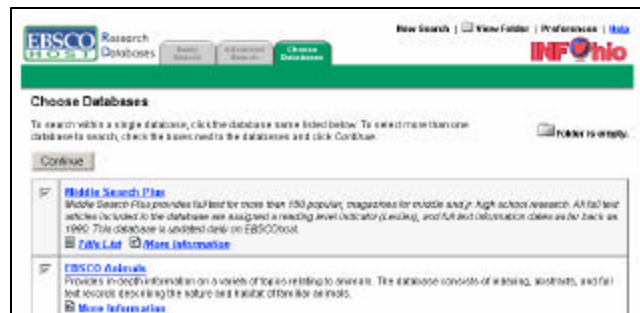 New Search | View Folder | Preferences | Help
EBSCO HOST Research Databases
Basic Search Advanced Search Choose Databases
INFOhio
Choose Databases
To search within a single database, click the database name listed below. To select more than one
database to search, check the boxes next to the databases and click Continue.
Folder is empty.
Continue
Middle Search Plus
Middle Search Plus provides full text for more than 150 popular, magazines for middle and jr. high school research. All full text
articles included in the database are assigned a reading level indicator (Lexiles), and full text information dates as far back as
1990. This database is updated daily on EBSCOhost.
Title List More Information
EBSCO Animals
Provides in-depth information on a variety of topics relating to animals. The database consists of indexing, abstracts, and full
text records describing the nature and habitat of familiar animals.
More Information